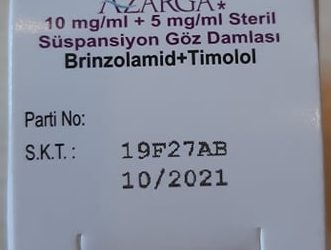 AZARGA*
10 mg/ml + 5 mg/ml Steril
Süspansiyon Göz Damlası
Brinzolamid+Timolol
Parti No:
S.K.T. : 19F27AB
10/2021